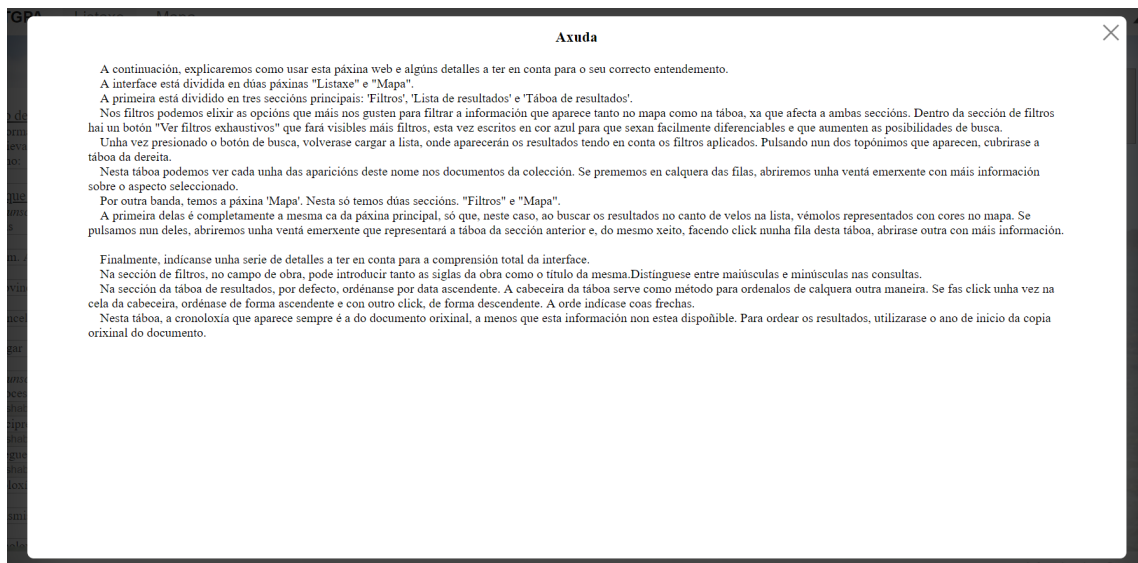 Listaxe Mapa
Axuda
A continuación, explicaremos como usar esta páxina web e algúns detalles a ter en conta para o seu correcto entendemento.
A interface está dividida en dúas páxinas "Listaxe" e "Mapa".
A primeira está dividido en tres seccións principais: 'Filtros', 'Lista de resultados' e 'Táboa de resultados'.
Nos filtros podemos elixir as opcións que máis nos gusten para filtrar a información que aparece tanto no mapa como na táboa, xa que afecta a ambas seccións. Dentro da sección de filtros
hai un botón "Ver filtros exhaustivos" que fará visibles máis filtros, esta vez escritos en cor azul para que sexan facilmente diferenciables e que aumenten as posibilidades de busca.
Unha vez presionado o botón de busca, volverase cargar a lista, onde aparecerán os resultados tendo en conta os filtros aplicados. Pulsando nun dos topónimos que aparecen, cubrirase a
táboa da dereita.
Nesta táboa podemos ver cada unha das aparicións deste nome nos documentos da colección. Se prememos en calquera das filas, abriremos unha ventá emerxente con máis información
sobre o aspecto seleccionado.
Por outra banda, temos a páxina 'Mapa'. Nesta só temos dúas seccións. "Filtros" e "Mapa".
A primeira delas é completamente a mesma ca da páxina principal, só que, neste caso, ao buscar os resultados no canto de velos na lista, vémolos representados con cores no mapa. Se
pulsamos nun deles, abriremos unha ventá emerxente que representará a táboa da sección anterior e, do mesmo xeito, facendo click nunha fila desta táboa, abrirase outra con máis información.
Finalmente, indícanse unha serie de detalles a ter en conta para a comprensión total da interface.
Na sección de filtros, no campo de obra, pode introducir tanto as siglas da obra como o título da mesma.Distínguese entre maiúsculas e minúsculas nas consultas.
Na sección da táboa de resultados, por defecto, ordénanse por data ascendente. A cabeceira da táboa serve como método para ordenalos de calquera outra maneira. Se fas click unha vez na
cela da cabeceira, ordénase de forma ascendente e con outro click, de forma descendente. A orde indícase coas frechas.
Nesta táboa, a cronoloxía que aparece sempre é a do documento orixinal, a menos que esta información non estea dispoñible. Para ordear os resultados, utilizarase o ano de inicio da copia
orixinal do documento.